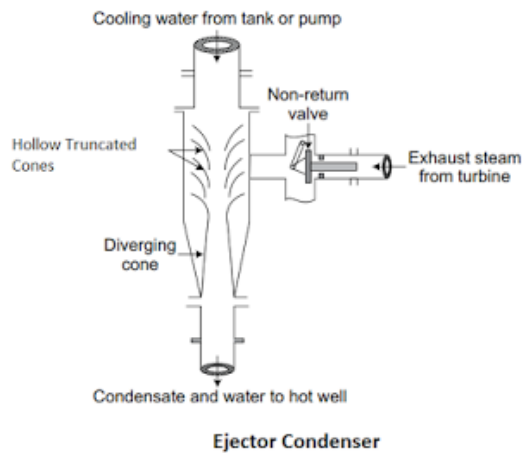 Cooling water from tank or pump
Non-return
valve
Hollow Truncated
Cones
Exhaust steam
from turbine
Diverging
cone
Condensate and water to hot well
Ejector Condenser